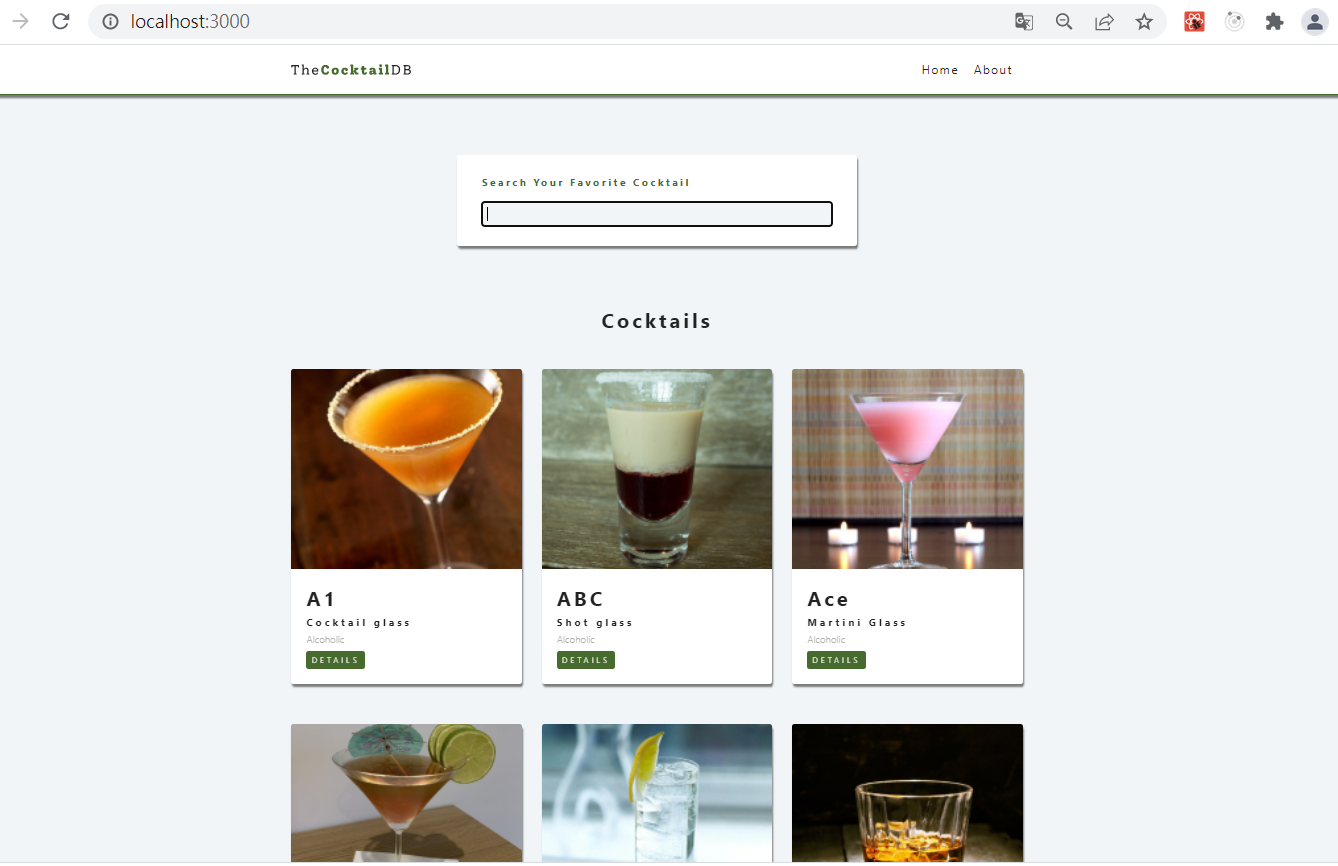 localhost:3000
TheCocktailDB
Home About
Search Your Favorite Cocktail
Cocktails
A1
Cocktail glass
Alcoholic
DETAILS
ABC
Shot glass
Alcoholic
DETAILS
Ace
Martini Glass
Alcoholic
DETAILS